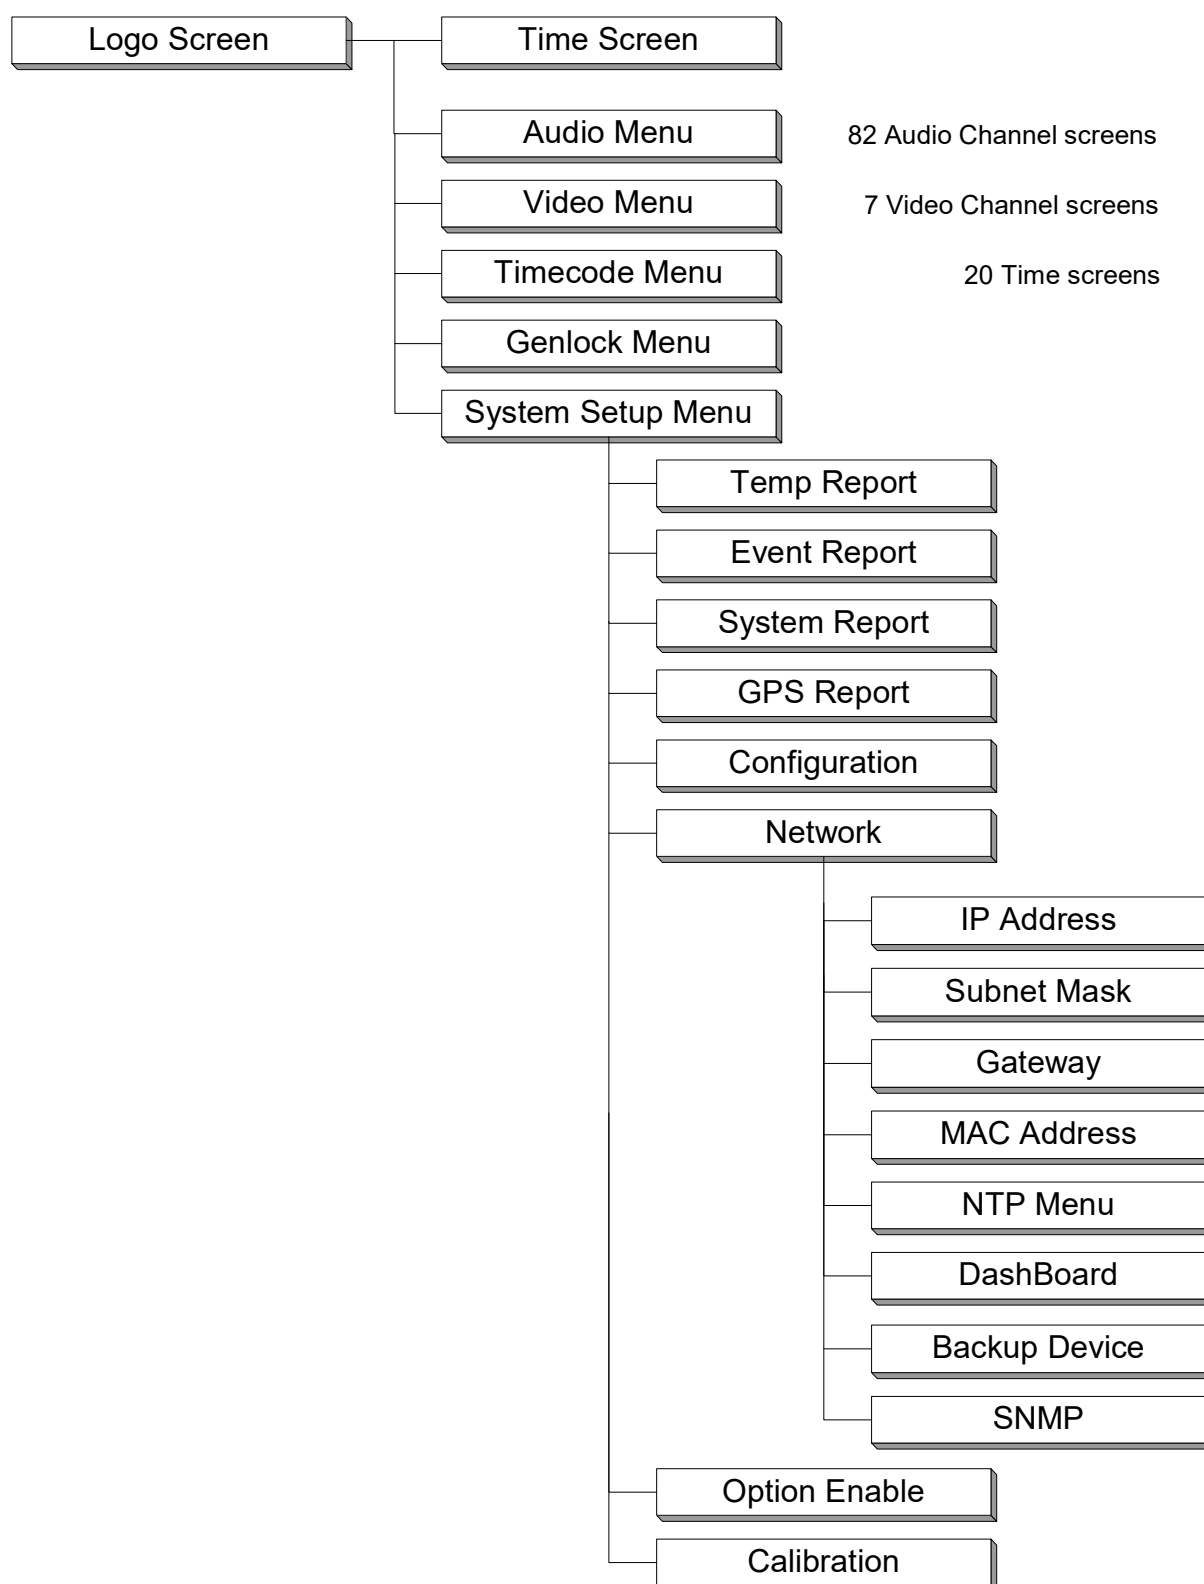 Logo Screen
Time Screen
Audio Menu
82 Audio Channel screens
Video Menu
7 Video Channel screens
Timecode Menu
20 Time screens
Genlock Menu
System Setup Menu
Temp Report
Event Report
System Report
GPS Report
Configuration
Network
IP Address
Subnet Mask
Gateway
MAC Address
NTP Menu
DashBoard
Backup Device
SNMP
Option Enable
Calibration